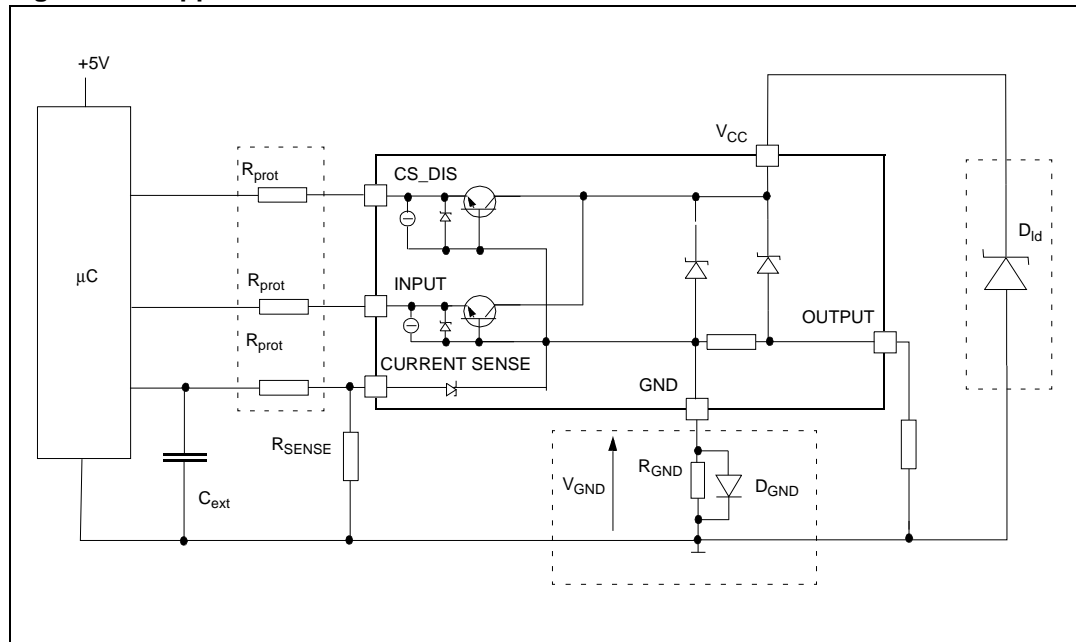 +5V
V_CC
R_prot
CS_DIS
D_ld
µC
R_prot
INPUT
OUTPUT
R_prot
CURRENT SENSE
GND
R_SENSE
R_GND
V_GND
D_GND
C_ext